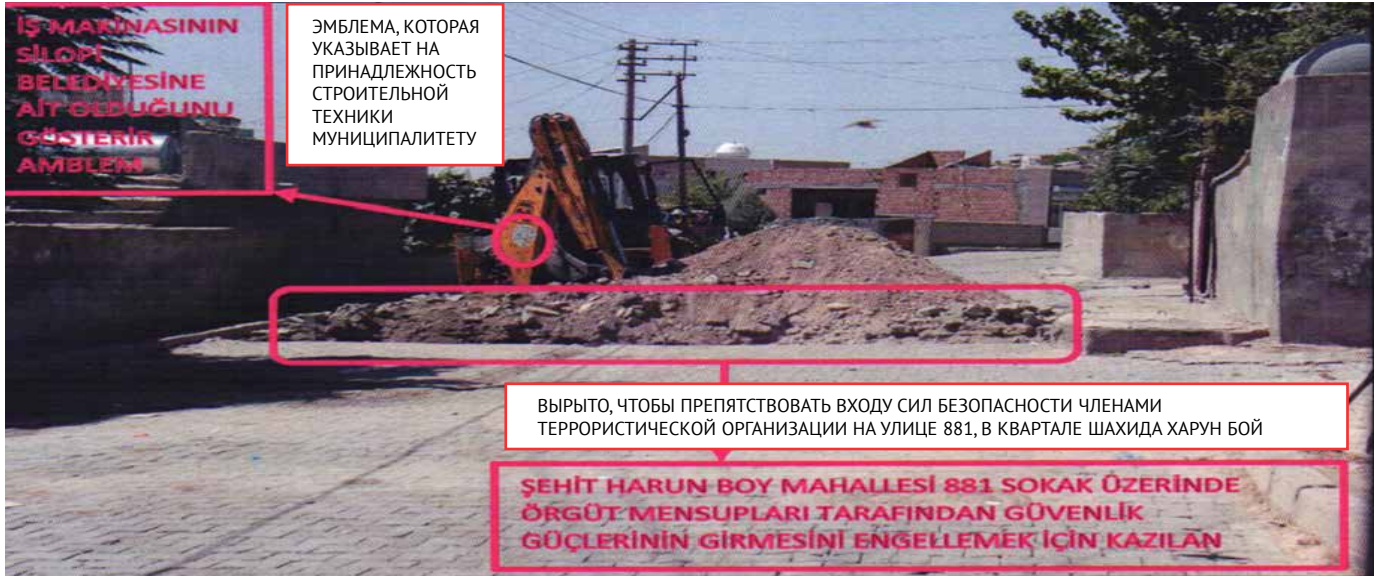 İŞ MAKİNASININ
SİLOPİ
BELEDİYESİNE
AİT OLDUĞUNU
GÖSTERİR
AMBLEM
ЭМБЛЕМА, КОТОРАЯ
УКАЗЫВАЕТ НА
ПРИНАДЛЕЖНОСТЬ
СТРОИТЕЛЬНОЙ
ТЕХНИКИ
МУНИЦИПАЛИТЕТУ
ВЫРЫТО, ЧТОБЫ ПРЕПЯТСТВОВАТЬ ВХОДУ СИЛ БЕЗОПАСНОСТИ ЧЛЕНАМИ
ТЕРРОРИСТИЧЕСКОЙ ОРГАНИЗАЦИИ НА УЛИЦЕ 881, В КВАРТАЛЕ ШАХИДА ХАРУН БОЙ
ŞEHİT HARUN BOY MAHALLESİ 881 SOKAK ÜZERİNDE
ÖRGÜT MENSUPLARI TARAFINDAN GÜVENLİK
GÜÇLERİNİN GİRMESİNİ ENGELLEMEK İÇİN KAZILAN